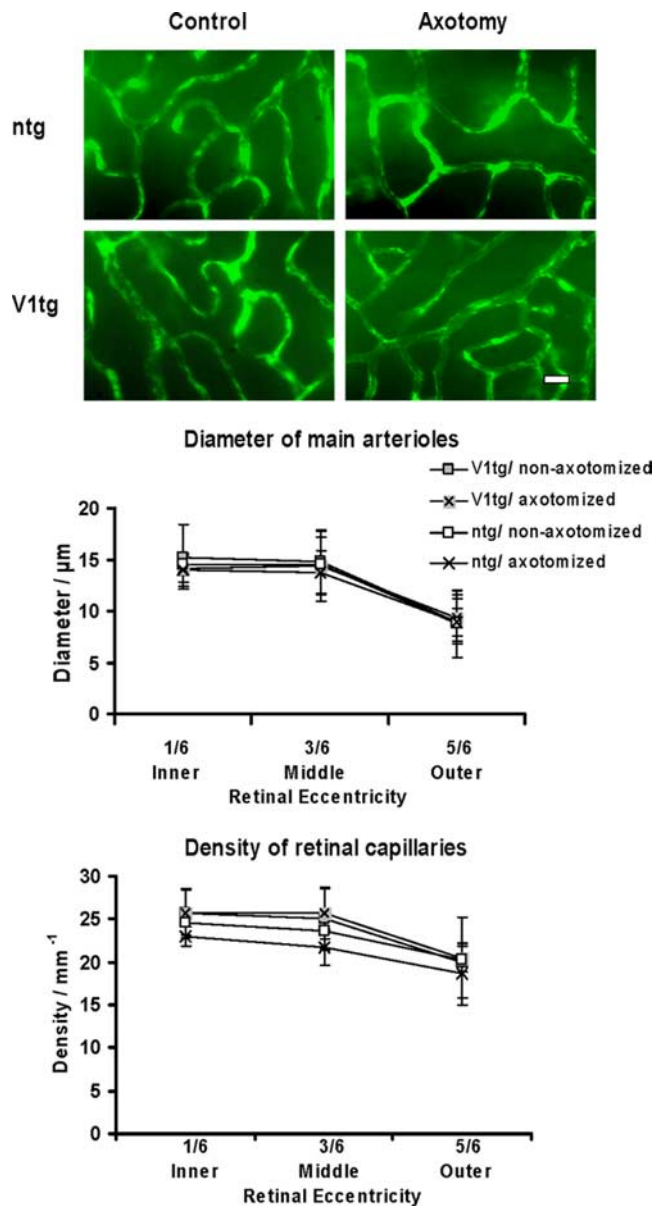 Control Axotomy
ntg
V1tg
Diameter of main arterioles
V1tg/ non-axotomized
V1tg/ axotomized
ntg/ non-axotomized
ntg/ axotomized
20
15
10
5
0
Diameter / µm
1/6 3/6 5/6
Inner Middle Outer
Retinal Eccentricity
Density of retinal capillaries
30
25
20
15
10
5
0
Density / mm⁻¹
1/6 3/6 5/6
Inner Middle Outer
Retinal Eccentricity